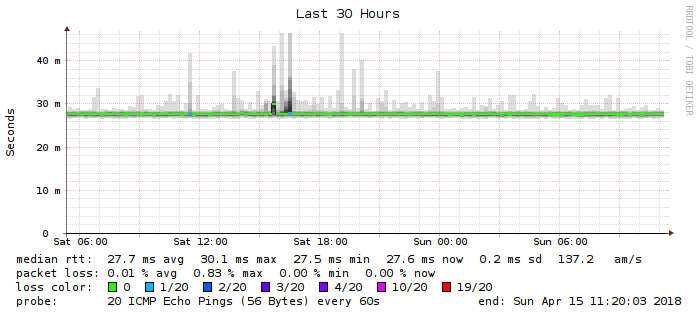 Last 30 Hours
RRDTOOL / TOBI OETIKER
Seconds
40 m
30 m
20 m
10 m
0
Sat 06:00 Sat 12:00 Sat 18:00 Sun 00:00 Sun 06:00
median rtt: 27.7 ms avg 30.1 ms max 27.5 ms min 27.6 ms now 0.2 ms sd 137.2 am/s
packet loss: 0.01 % avg 0.83 % max 0.00 % min 0.00 % now
loss color: 0 1/20 2/20 3/20 4/20 10/20 19/20
probe: 20 ICMP Echo Pings (56 Bytes) every 60s end: Sun Apr 15 11:20:03 2018